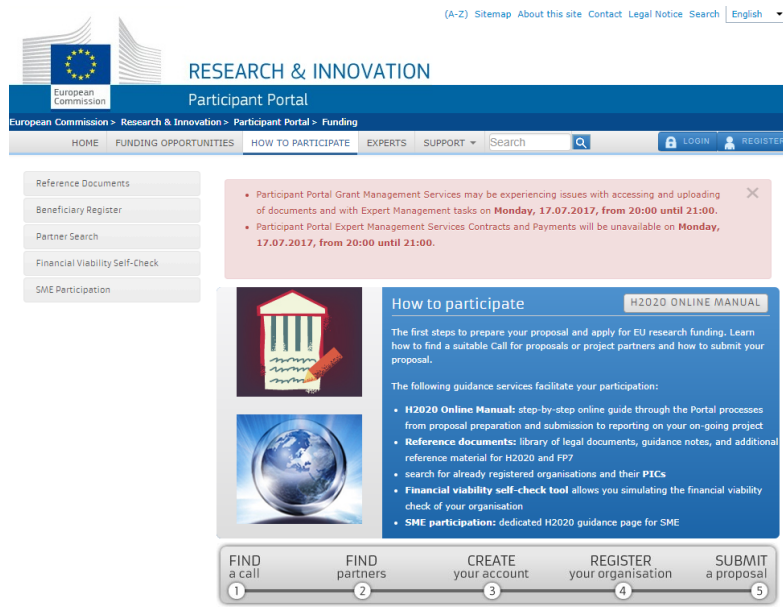 (A-Z) Sitemap About this site Contact Legal Notice Search English
European
Commission
RESEARCH & INNOVATION
Participant Portal
European Commission > Research & Innovation > Participant Portal > Funding
HOME FUNDING OPPORTUNITIES HOW TO PARTICIPATE EXPERTS SUPPORT Search LOGIN REGISTER
Reference Documents
Beneficiary Register
Partner Search
Financial Viability Self-Check
SME Participation
• Participant Portal Grant Management Services may be experiencing issues with accessing and uploading
of documents and with Expert Management tasks on Monday, 17.07.2017, from 20:00 until 21:00.
• Participant Portal Expert Management Services Contracts and Payments will be unavailable on Monday,
17.07.2017, from 20:00 until 21:00.
How to participate
H2020 ONLINE MANUAL
The first steps to prepare your proposal and apply for EU research funding. Learn
how to find a suitable Call for proposals or project partners and how to submit your
proposal.
The following guidance services facilitate your participation:
• H2020 Online Manual: step-by-step online guide through the Portal processes
from proposal preparation and submission to reporting on your on-going project
• Reference documents: library of legal documents, guidance notes, and additional
reference material for H2020 and FP7
• search for already registered organisations and their PICs
• Financial viability self-check tool allows you simulating the financial viability
check of your organisation
• SME participation: dedicated H2020 guidance page for SME
FIND FIND CREATE REGISTER SUBMIT
a call partners your account your organisation a proposal
1 2 3 4 5